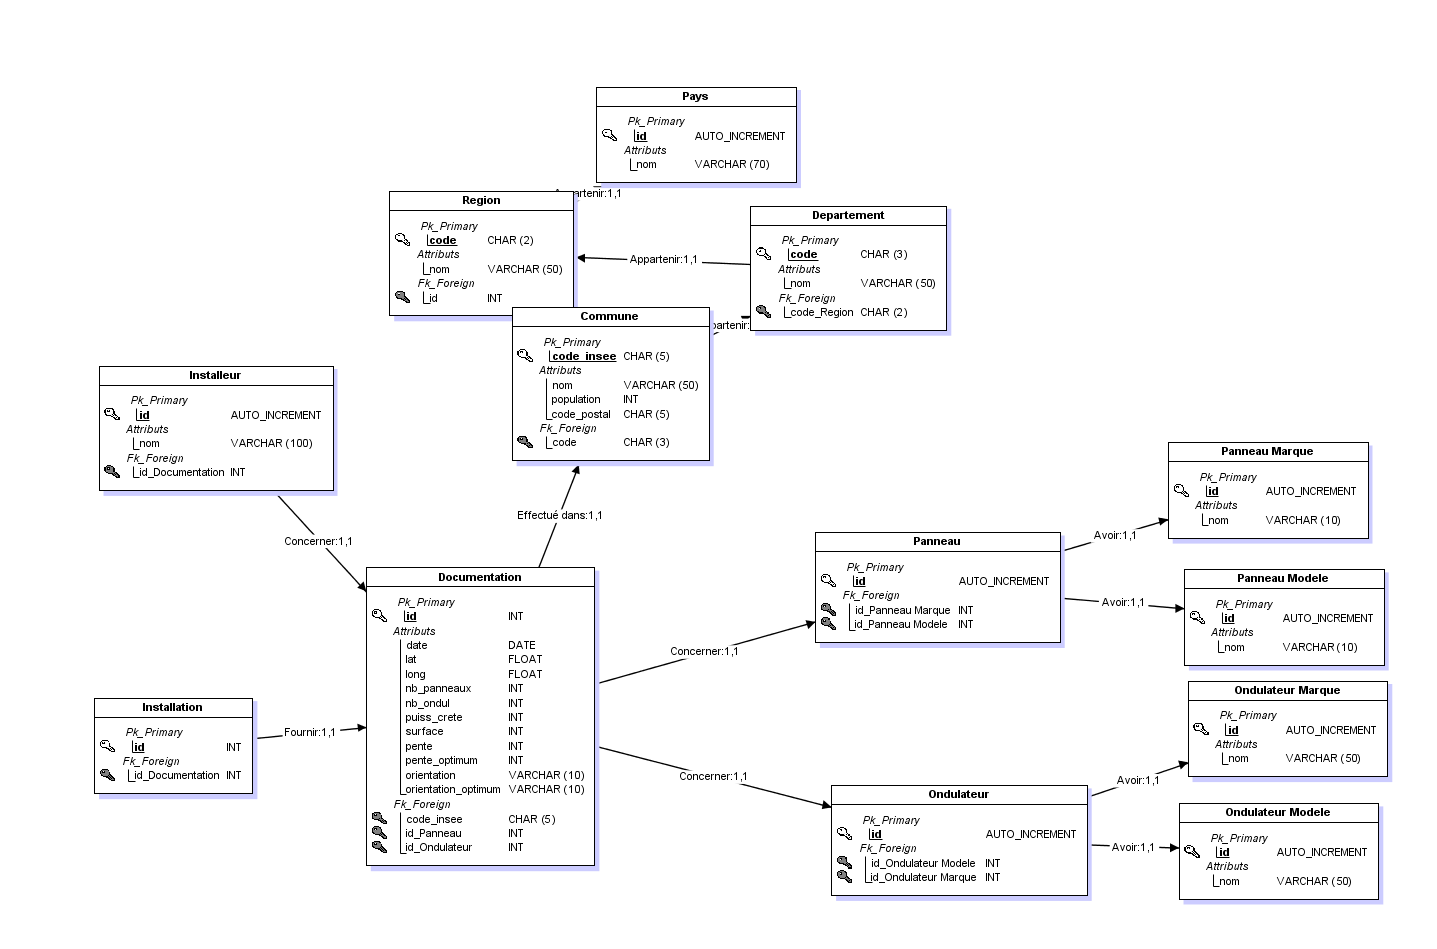 Pays
Pk_Primary
id AUTO_INCREMENT
Attributs
nom VARCHAR (70)
Region
Pk_Primary
code CHAR (2)
Attributs
nom VARCHAR (50)
Fk_Foreign
id INT
Departement
Pk_Primary
code CHAR (3)
Attributs
nom VARCHAR (50)
Fk_Foreign
code_Region CHAR (2)
Appartenir:1,1
Commune
Pk_Primary
code_insee CHAR (5)
Attributs
nom VARCHAR (50)
population INT
code_postal CHAR (5)
Fk_Foreign
code CHAR (3)
Installeur
Pk_Primary
id AUTO_INCREMENT
Attributs
nom VARCHAR (100)
Fk_Foreign
id_Documentation INT
Effectué dans:1,1
Concerner:1,1
Documentation
Pk_Primary
id INT
Attributs
date DATE
lat FLOAT
long FLOAT
nb_panneaux INT
nb_ondul INT
puiss_crete INT
surface INT
pente INT
pente_optimum INT
orientation VARCHAR (10)
orientation_optimum VARCHAR (10)
Fk_Foreign
code_insee CHAR (5)
id_Panneau INT
id_Ondulateur INT
Installation
Pk_Primary
id INT
Fk_Foreign
id_Documentation INT
Fournir:1,1
Concerner:1,1
Concerner:1,1
Panneau
Pk_Primary
id AUTO_INCREMENT
Fk_Foreign
id_Panneau Marque INT
id_Panneau Modele INT
Avoir:1,1
Avoir:1,1
Panneau Marque
Pk_Primary
id AUTO_INCREMENT
Attributs
nom VARCHAR (10)
Panneau Modele
Pk_Primary
id AUTO_INCREMENT
Attributs
nom VARCHAR (10)
Ondulateur Marque
Pk_Primary
id AUTO_INCREMENT
Attributs
nom VARCHAR (50)
Ondulateur
Pk_Primary
id AUTO_INCREMENT
Fk_Foreign
id_Ondulateur Modele INT
id_Ondulateur Marque INT
Avoir:1,1
Avoir:1,1
Ondulateur Modele
Pk_Primary
id AUTO_INCREMENT
Attributs
nom VARCHAR (50)